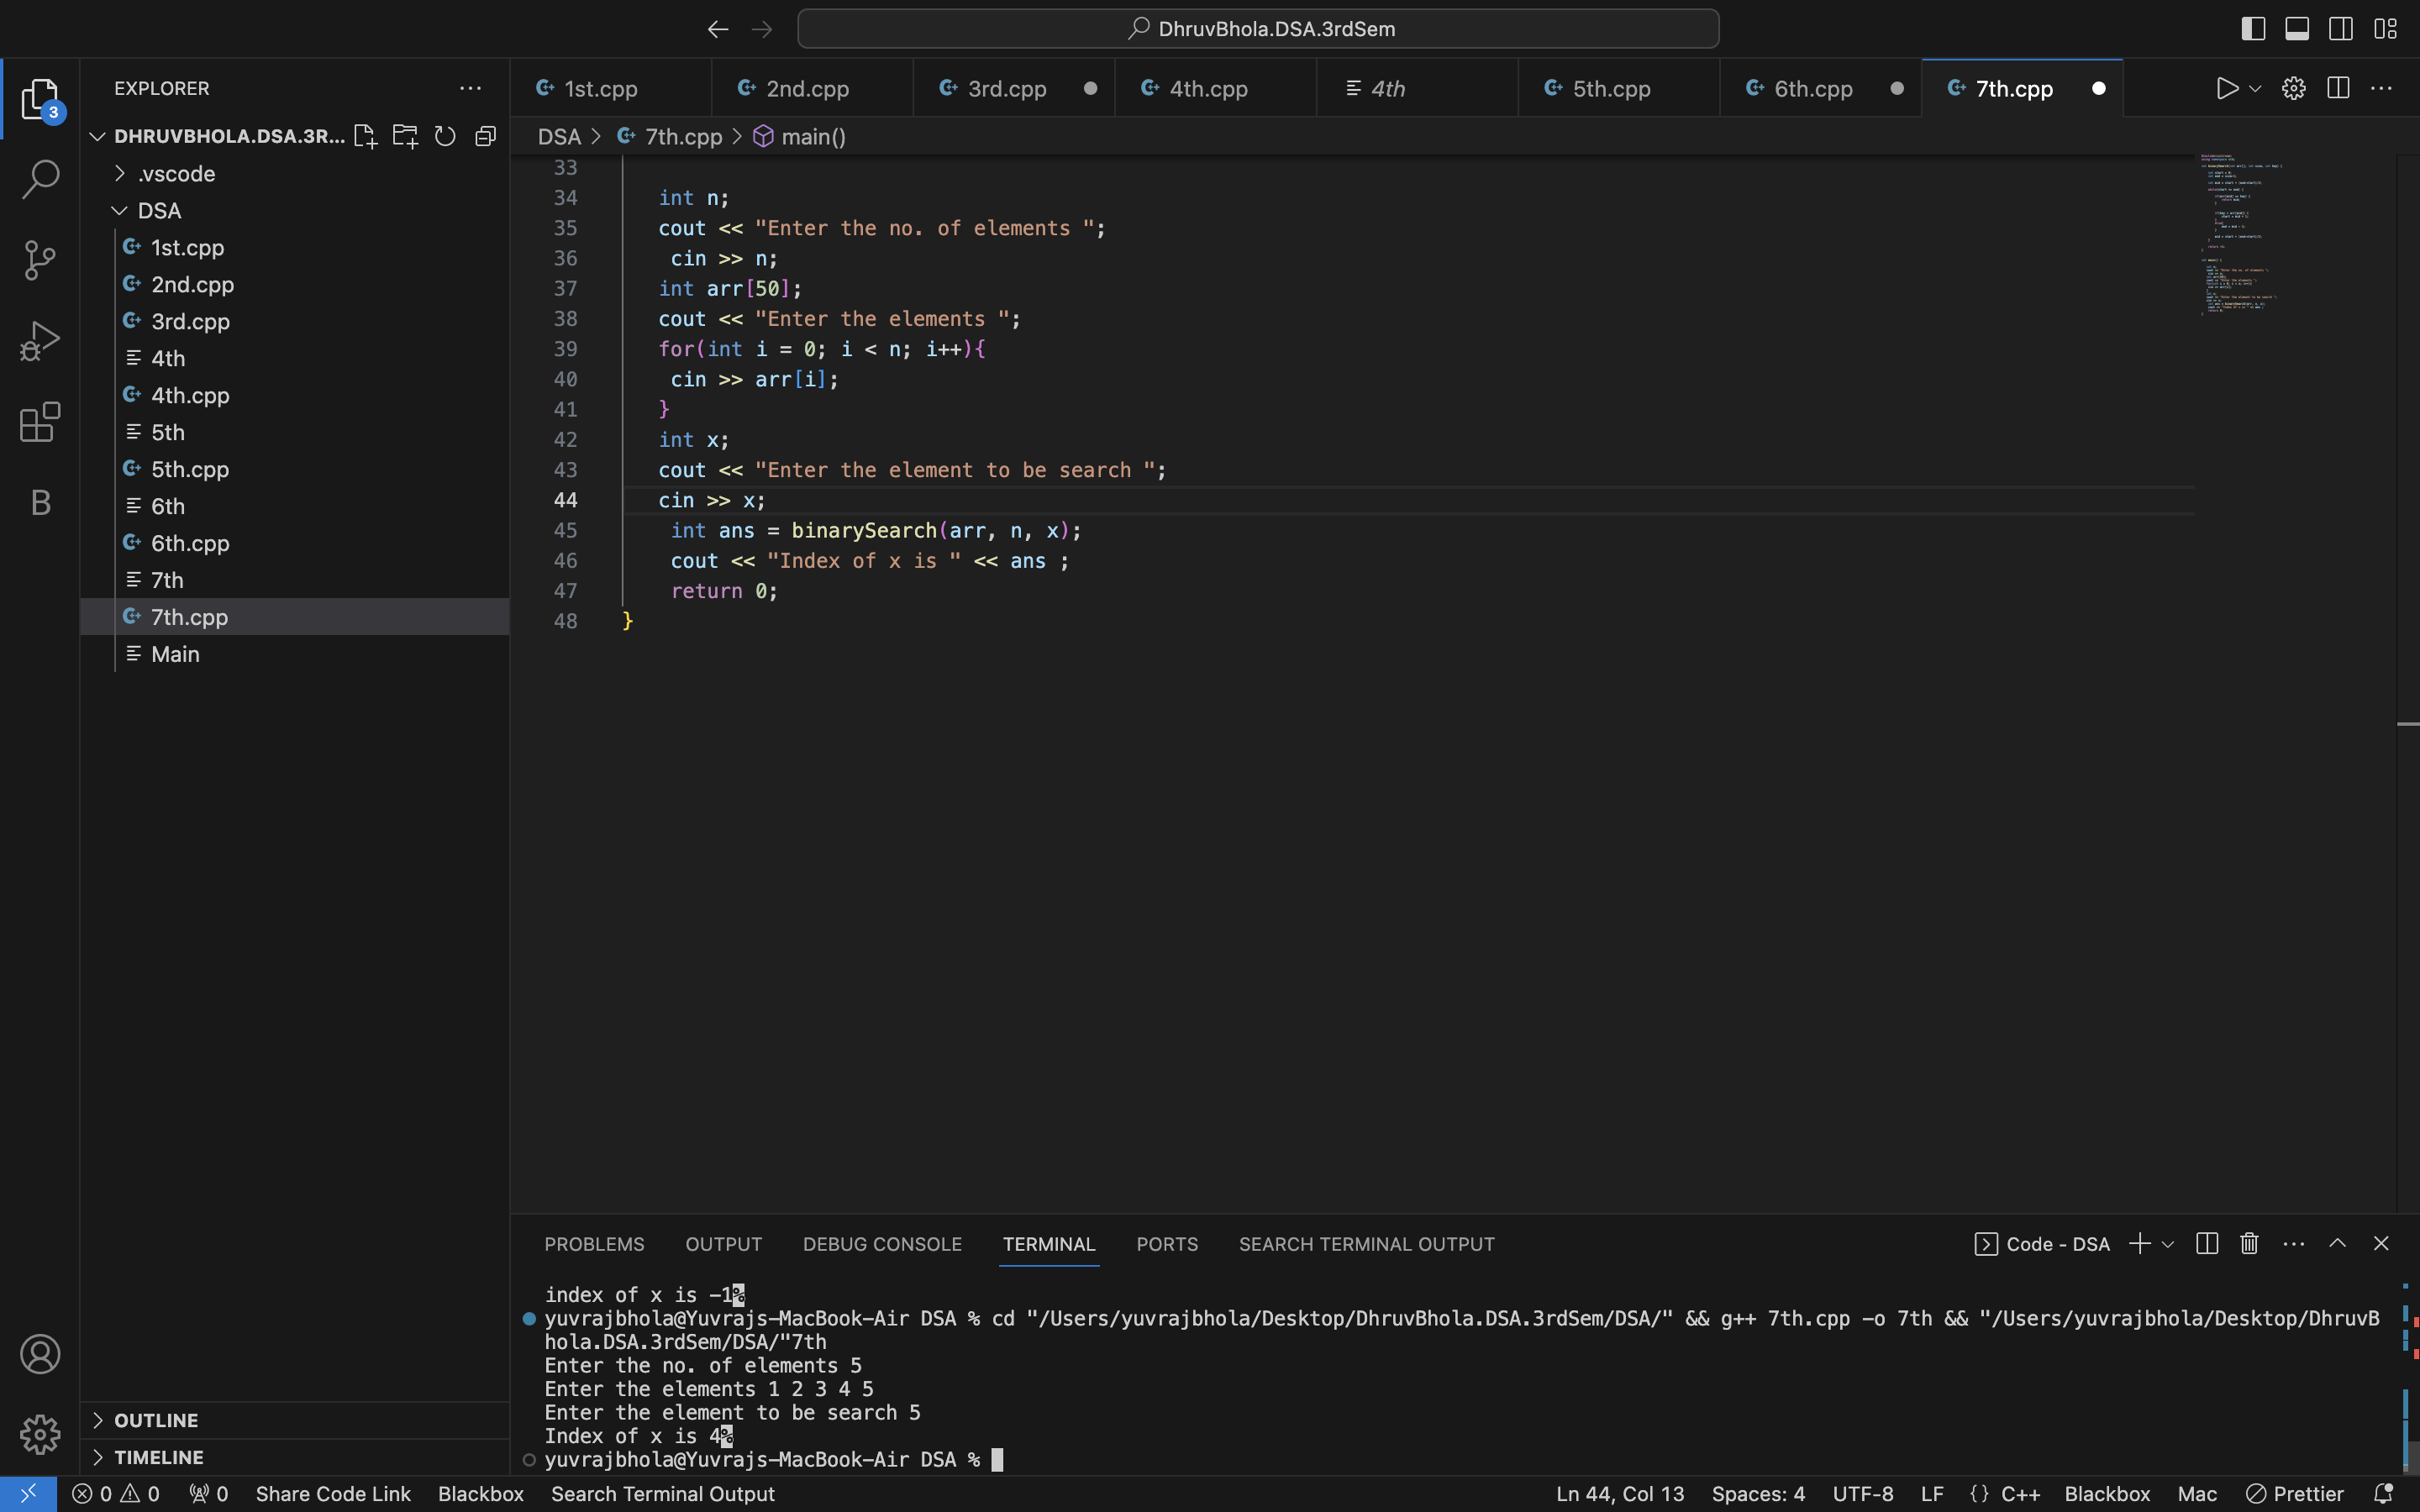 DhruvBhola.DSA.3rdSem
EXPLORER
1st.cpp
2nd.cpp
3rd.cpp
4th.cpp
4th
5th.cpp
6th.cpp
7th.cpp
3
DHRUVBHOLA.DSA.3R...
DSA > 7th.cpp > main()
.vscode
DSA
1st.cpp
2nd.cpp
3rd.cpp
4th
4th.cpp
5th
5th.cpp
6th
6th.cpp
7th
7th.cpp
Main
B
33
34 int n;
35 cout << "Enter the no. of elements ";
36 cin >> n;
37 int arr[50];
38 cout << "Enter the elements ";
39 for(int i = 0; i < n; i++){
40 cin >> arr[i];
41 }
42 int x;
43 cout << "Enter the element to be search ";
44 cin >> x;
45 int ans = binarySearch(arr, n, x);
46 cout << "Index of x is " << ans ;
47 return 0;
48 }
PROBLEMS OUTPUT DEBUG CONSOLE TERMINAL PORTS SEARCH TERMINAL OUTPUT
Code - DSA
index of x is -1%
yuvrajbhola@Yuvrajs-MacBook-Air DSA % cd "/Users/yuvrajbhola/Desktop/DhruvBhola.DSA.3rdSem/DSA/" && g++ 7th.cpp -o 7th && "/Users/yuvrajbhola/Desktop/DhruvB
hola.DSA.3rdSem/DSA/"7th
Enter the no. of elements 5
Enter the elements 1 2 3 4 5
Enter the element to be search 5
Index of x is 4%
yuvrajbhola@Yuvrajs-MacBook-Air DSA %
OUTLINE
TIMELINE
0 0 0 Share Code Link Blackbox Search Terminal Output
Ln 44, Col 13 Spaces: 4 UTF-8 LF {} C++ Blackbox Mac Prettier